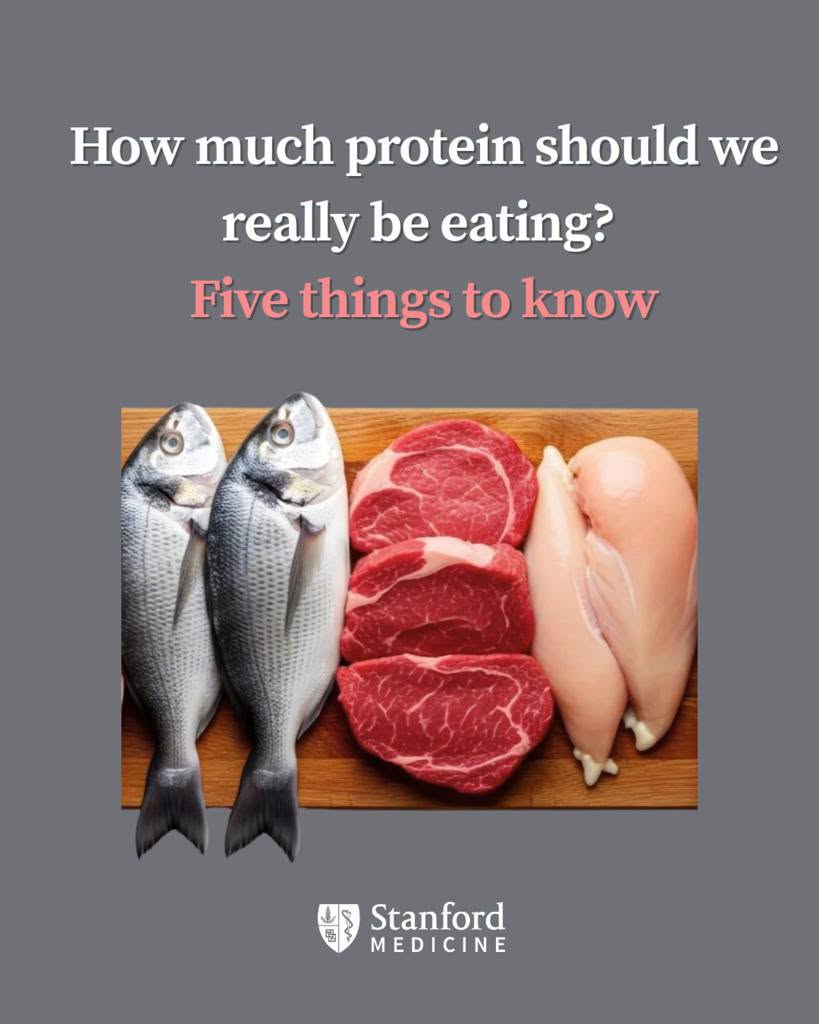 How much protein should we
really be eating?
Five things to know
Stanford
MEDICINE